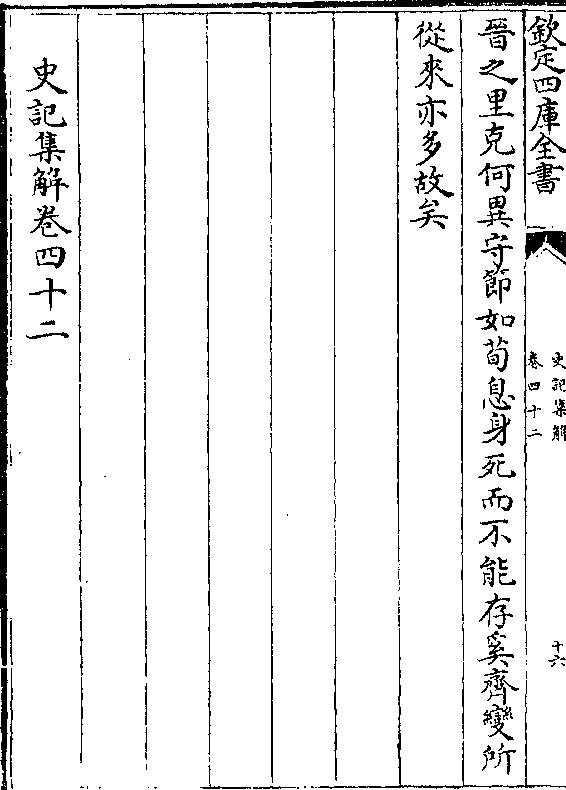 欽定四庫全書
史記集解
卷四十二
十六
晉之里克何異守節如荀息身死而不能存奚齊變所
從來亦多故矣
史記集解卷四十二